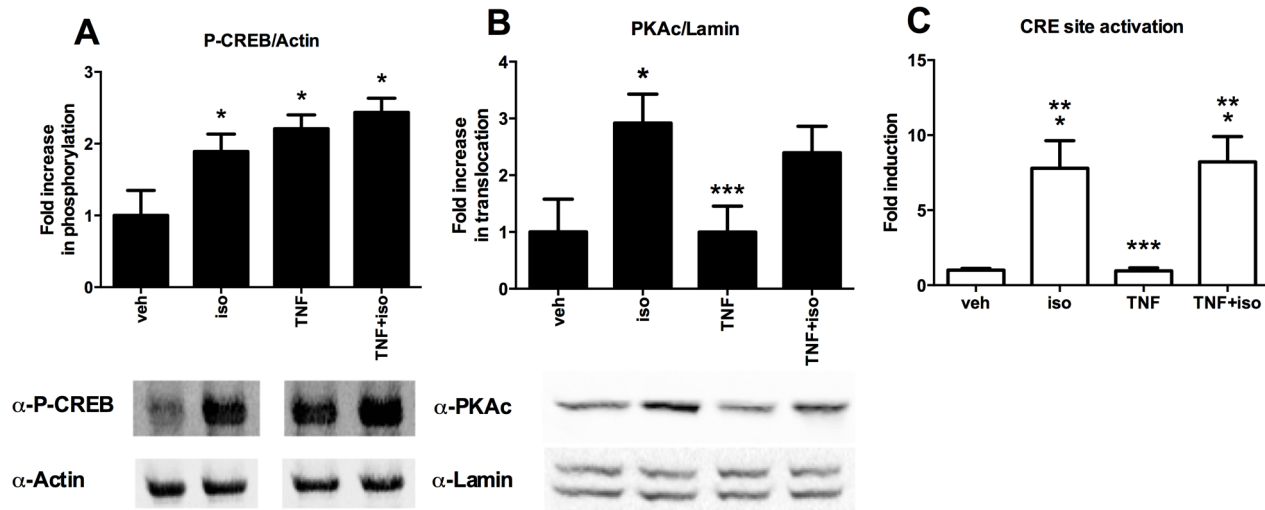 A
P-CREB/Actin
Fold increase
in phosphorylation
3
2
1
0
*
*
*
veh
iso
TNF
TNF+iso
α-P-CREB
α-Actin
B
PKAc/Lamin
Fold increase
in translocation
4
3
2
1
0
*
***
veh
iso
TNF
TNF+iso
α-PKAc
α-Lamin
C
CRE site activation
Fold induction
15
10
5
0
**
*
***
**
*
veh
iso
TNF
TNF+iso